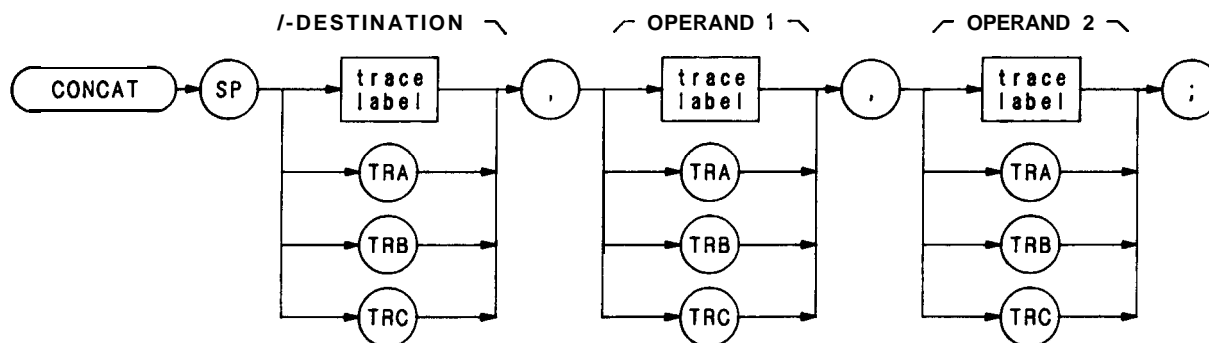 /-DESTINATION
OPERAND 1
OPERAND 2
CONCAT
SP
trace
label
,
trace
label
,
trace
label
;
TRA
TRA
TRA
TRB
TRB
TRB
TRC
TRC
TRC